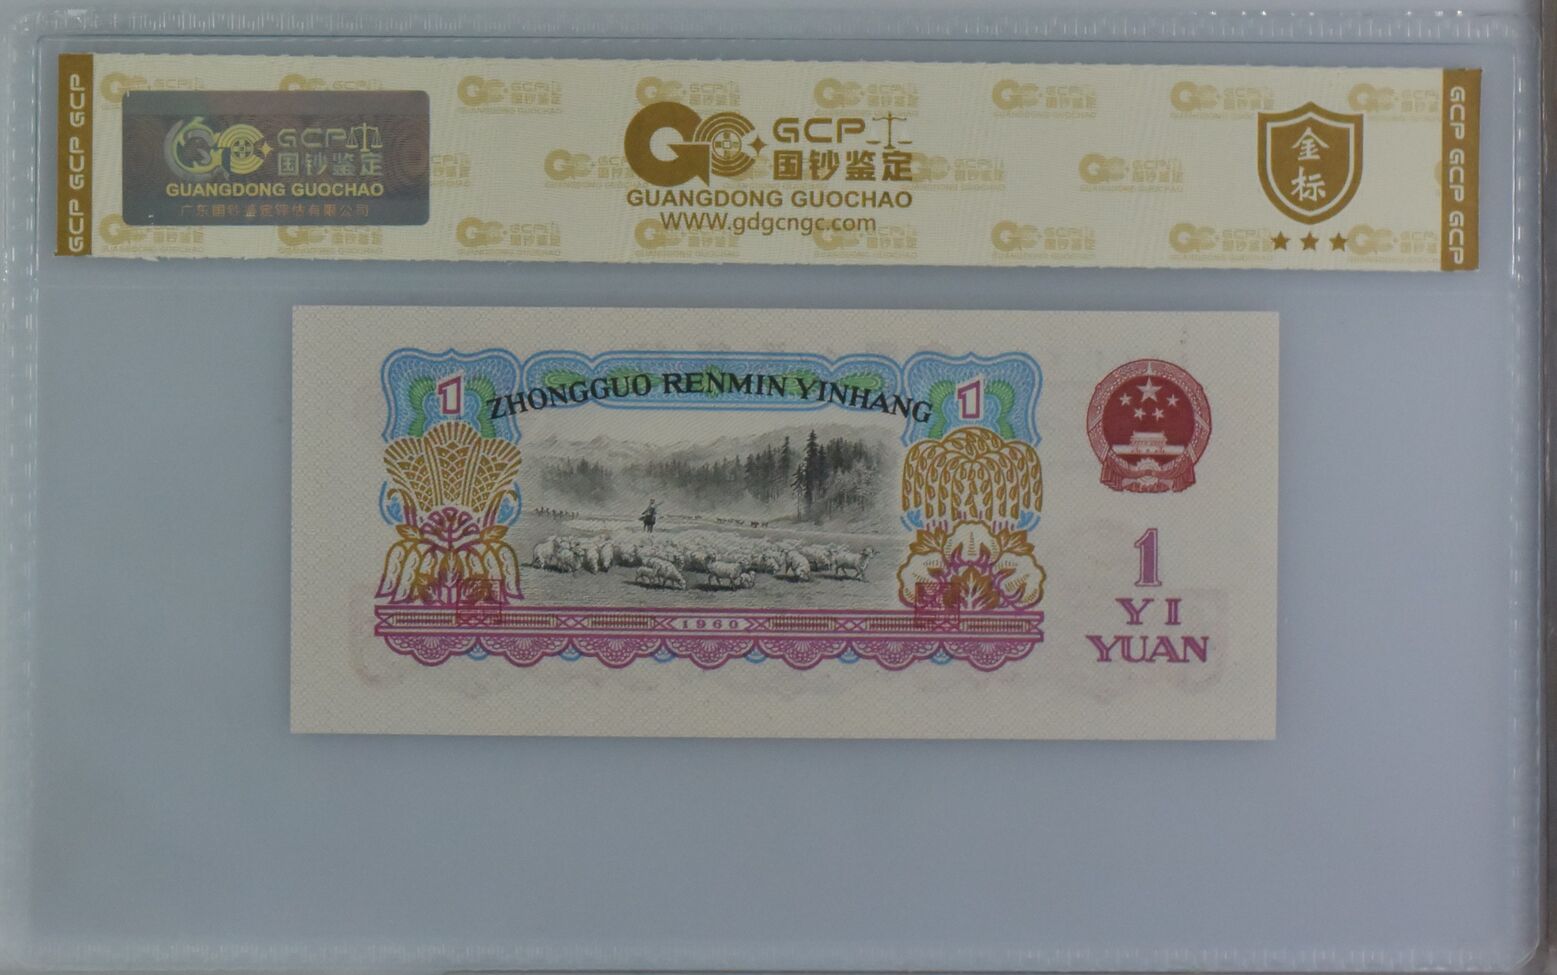 GCP GCP GCP
GCP
国钞鉴定
GUANGDONG GUOCHAO
广东国钞鉴定评估有限公司
GCP
国钞鉴定
GUANGDONG GUOCHAO
WWW.gdgcngc.com
金
标
GCP GCP GCP
1
ZHONGGUO RENMIN YINHANG
1
1960
1
YI
YUAN